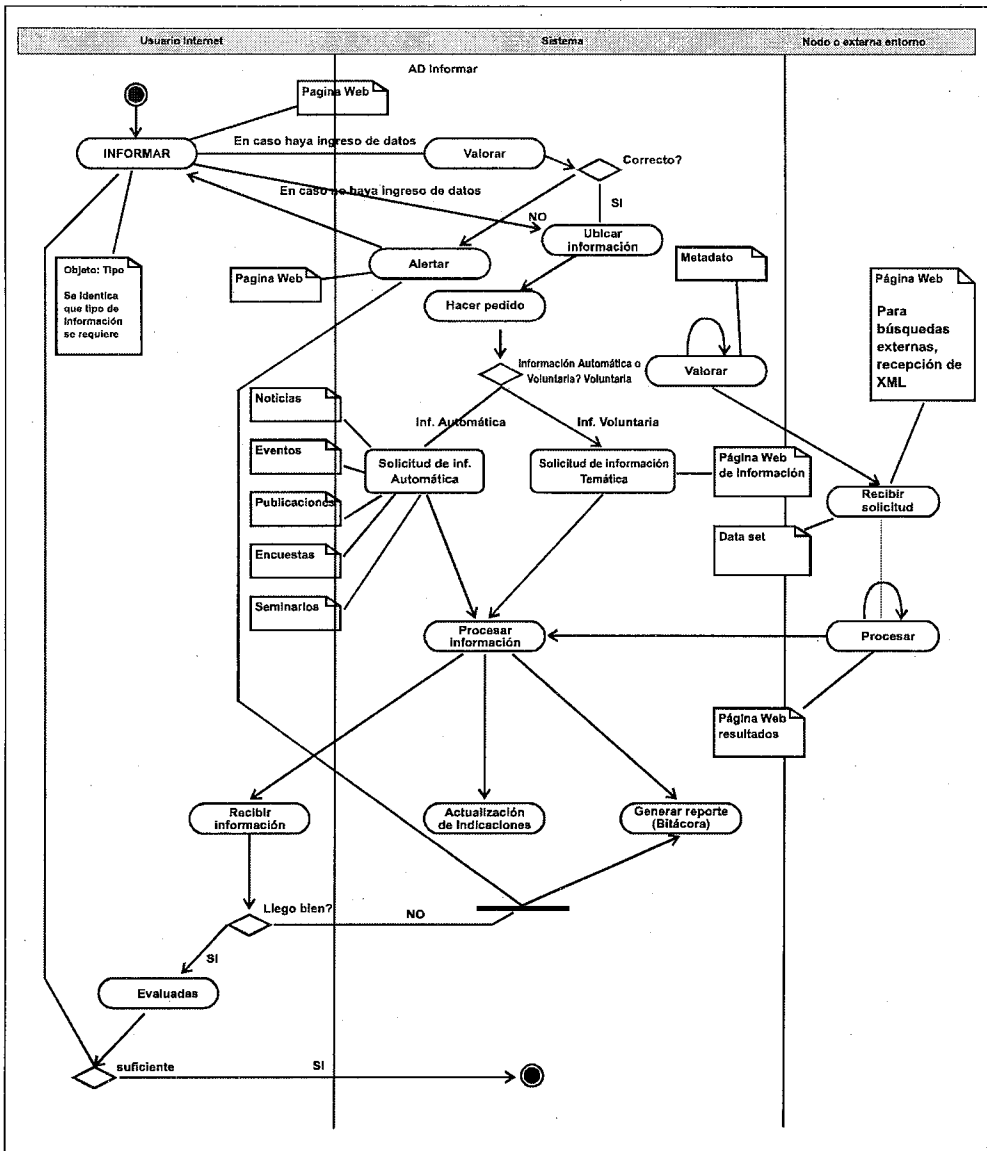 Usuario Internet
Sistema
Nodo o externa entorno
AD Informar
Pagina Web
INFORMAR
En caso haya ingreso de datos
Valorar
Correcto?
En caso no haya ingreso de datos
SI
NO
Ubicar
información
Alertar
Pagina Web
Objeto: Tipo
Se identica
que tipo de
Información
se requiere
Metadato
Página Web
Para
búsquedas
externas,
recepción de
XML
Hacer pedido
Información Automática o
Voluntaria? Voluntaria
Valorar
Noticias
Inf. Automática
Inf. Voluntaria
Eventos
Solicitud de Inf.
Automática
Solicitud de información
Temática
Página Web
de Información
Publicaciones
Recibir
solicitud
Encuestas
Data set
Seminarios
Procesar
información
Procesar
Página Web
resultados
Recibir
información
Actualización
de Indicaciones
Generar reporte
(Bitácora)
Llego bien?
NO
SI
Evaluadas
suficiente
SI